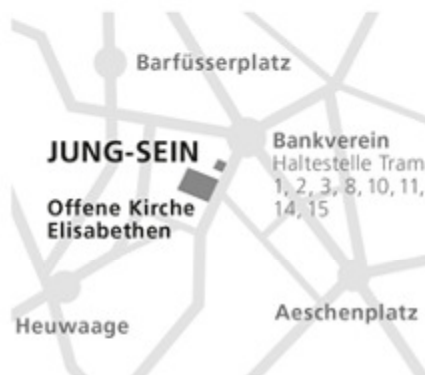 Barfüsserplatz
JUNG-SEIN
Bankverein
Haltestelle Tram
1, 2, 3, 8, 10, 11,
14, 15
Offene Kirche
Elisabethen
Aeschenplatz
Heuwaage